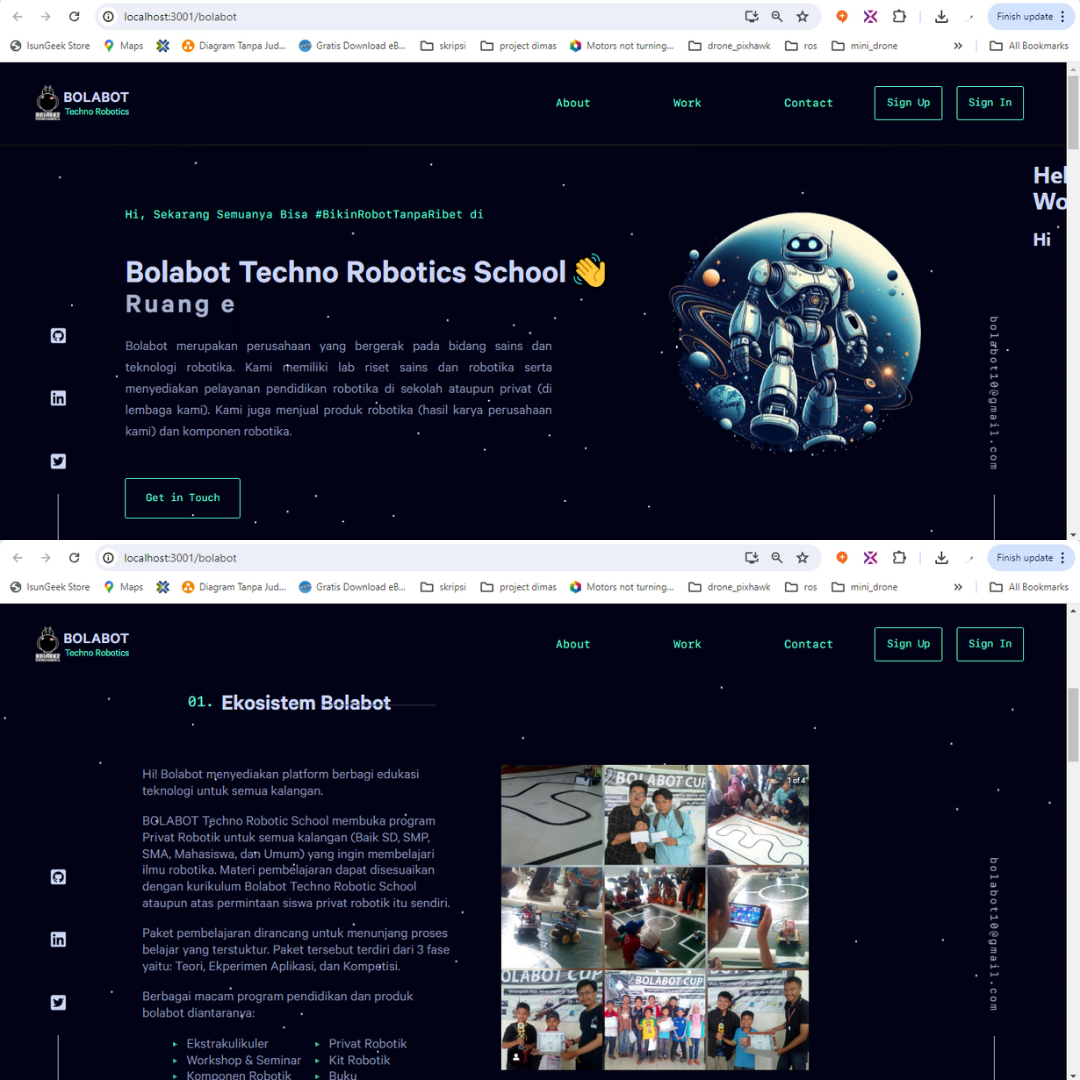 localhost:3001/bolabot
Finish update
IsunGeek Store
Maps
Diagram Tanpa Jud...
Gratis Download eB...
skripsi
project dimas
Motors not turning...
drone_pixhawk
ros
mini_drone
»
All Bookmarks
BOLABOT
Techno Robotics
About
Work
Contact
Sign Up
Sign In
Hel
Wo
Hi
Hi, Sekarang Semuanya Bisa #BikinRobotTanpaRibet di
Bolabot Techno Robotics School 👋
Ruang e
Bolabot merupakan perusahaan yang bergerak pada bidang sains dan
teknologi robotika. Kami memiliki lab riset sains dan robotika serta
menyediakan pelayanan pendidikan robotika di sekolah ataupun privat (di
lembaga kami). Kami juga menjual produk robotika (hasil karya perusahaan
kami) dan komponen robotika.
Get in Touch
bolabot10@gmail.com
localhost:3001/bolabot
Finish update
IsunGeek Store
Maps
Diagram Tanpa Jud...
Gratis Download eB...
skripsi
project dimas
Motors not turning...
drone_pixhawk
ros
mini_drone
»
All Bookmarks
BOLABOT
Techno Robotics
About
Work
Contact
Sign Up
Sign In
01. Ekosistem Bolabot
Hi! Bolabot menyediakan platform berbagi edukasi
teknologi untuk semua kalangan.
BOLABOT Techno Robotic School membuka program
Privat Robotik untuk semua kalangan (Baik SD, SMP,
SMA, Mahasiswa, dan Umum) yang ingin membelajari
ilmu robotika. Materi pembelajaran dapat disesuaikan
dengan kurikulum Bolabot Techno Robotic School
ataupun atas permintaan siswa privat robotik itu sendiri.
Paket pembelajaran dirancang untuk menunjang proses
belajar yang terstuktur. Paket tersebut terdiri dari 3 fase
yaitu: Teori, Ekperimen Aplikasi, dan Kompetisi.
Berbagai macam program pendidikan dan produk
bolabot diantaranya:
Ekstrakulikuler
Privat Robotik
Workshop & Seminar
Kit Robotik
Komponen Robotik
Buku
BOLABOT CUP
1 of 4
OLABOT CUP
BOLABOT CUP
bolabot10@gmail.com